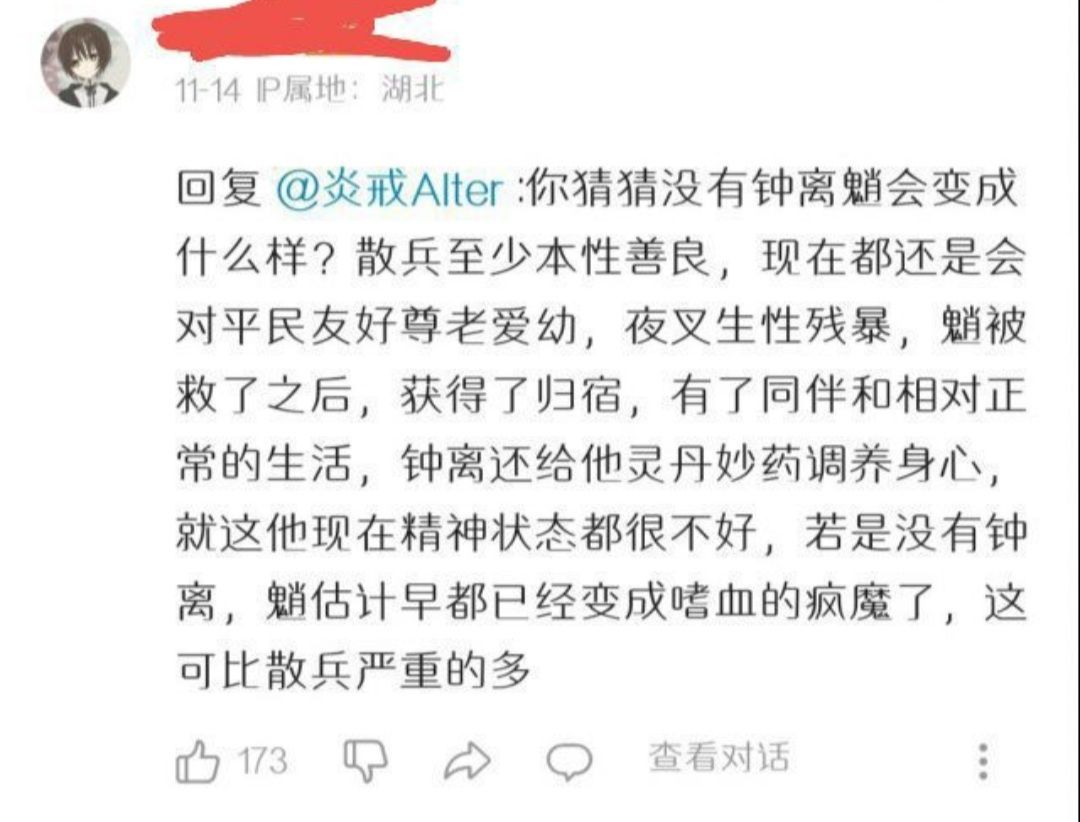 11-14 IP属地：湖北
回复 @炎戒Alter :你猜猜没有钟离魈会变成
什么样？散兵至少本性善良，现在都还是会
对平民友好尊老爱幼，夜叉生性残暴，魈被
救了之后，获得了归宿，有了同伴和相对正
常的生活，钟离还给他灵丹妙药调养身心，
就这他现在精神状态都很不好，若是没有钟
离，魈估计早都已经变成嗜血的疯魔了，这
可比散兵严重的多
173 查看对话